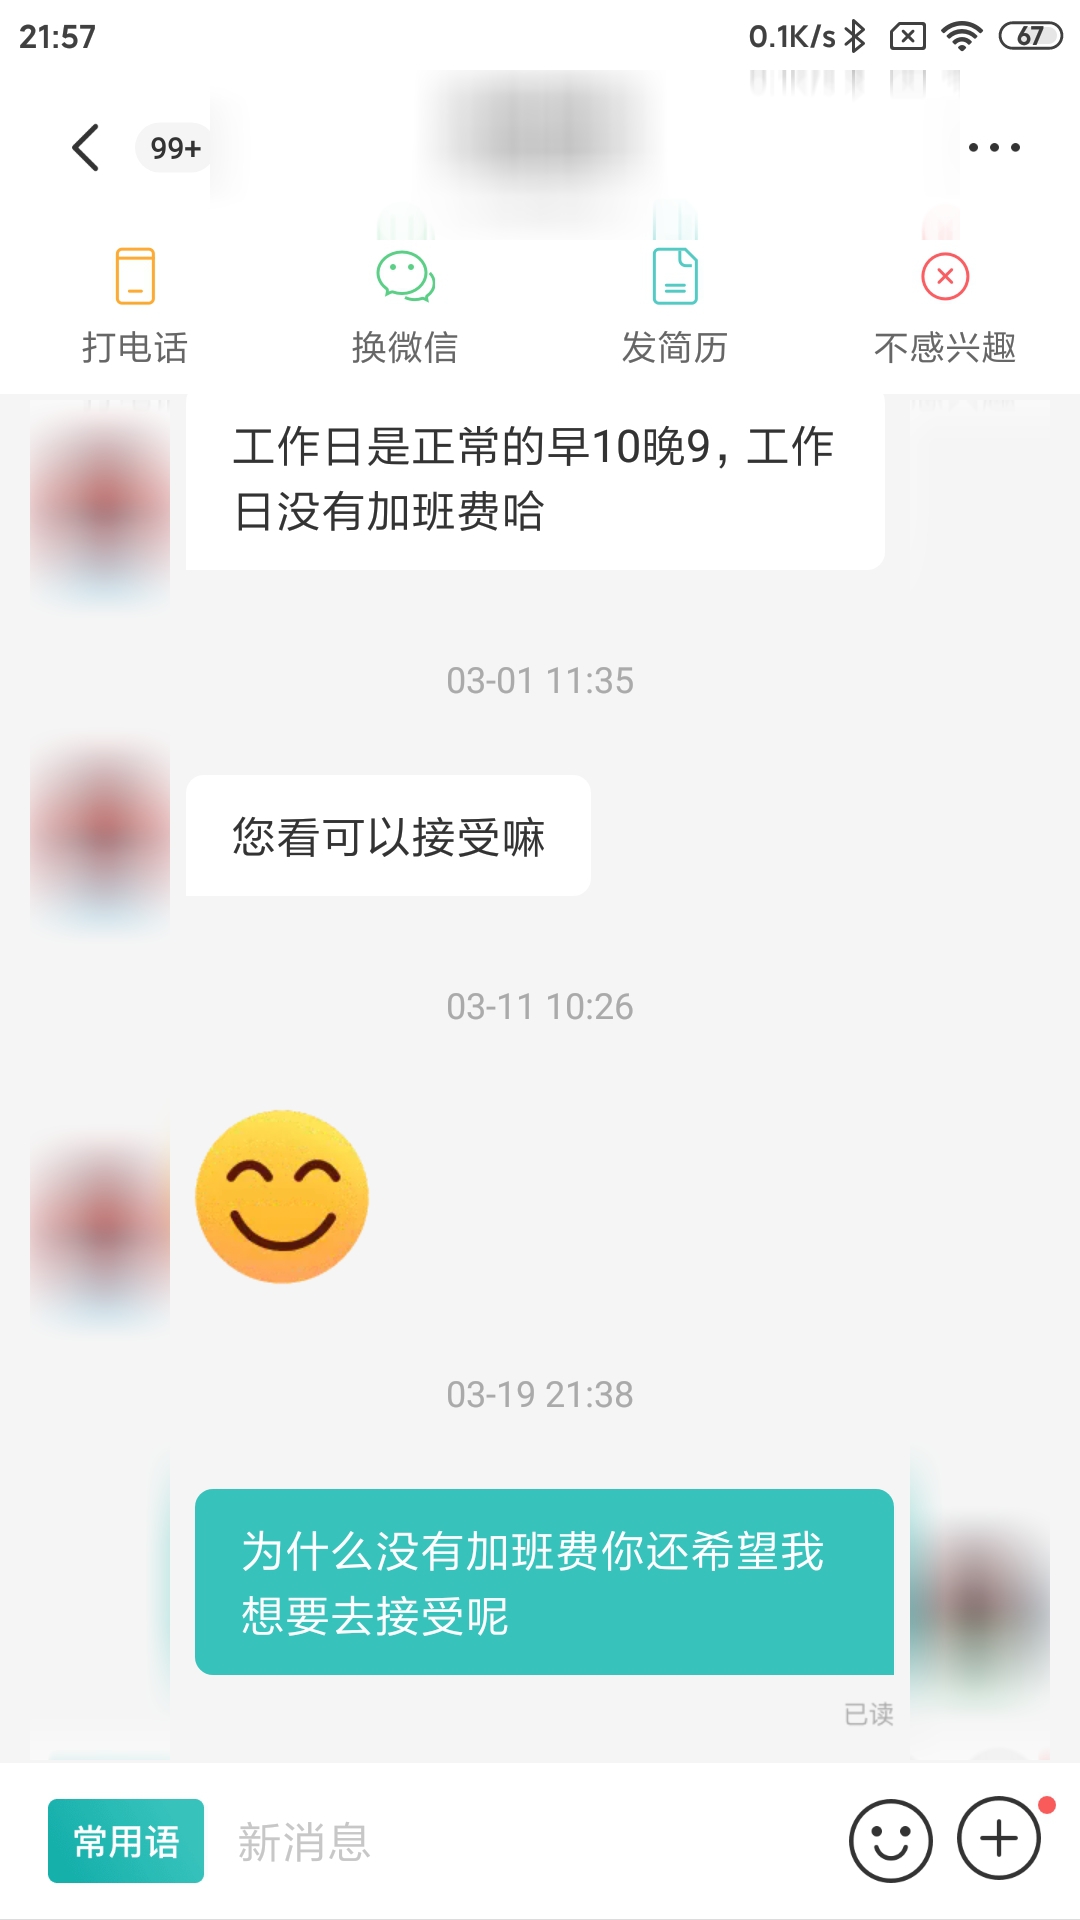 21:57
0.1K/s
67
99+
打电话
换微信
发简历
不感兴趣
工作日是正常的早10晚9，工作
日没有加班费哈
03-01 11:35
您看可以接受嘛
03-11 10:26
03-19 21:38
为什么没有加班费你还希望我
想要去接受呢
已读
常用语
新消息